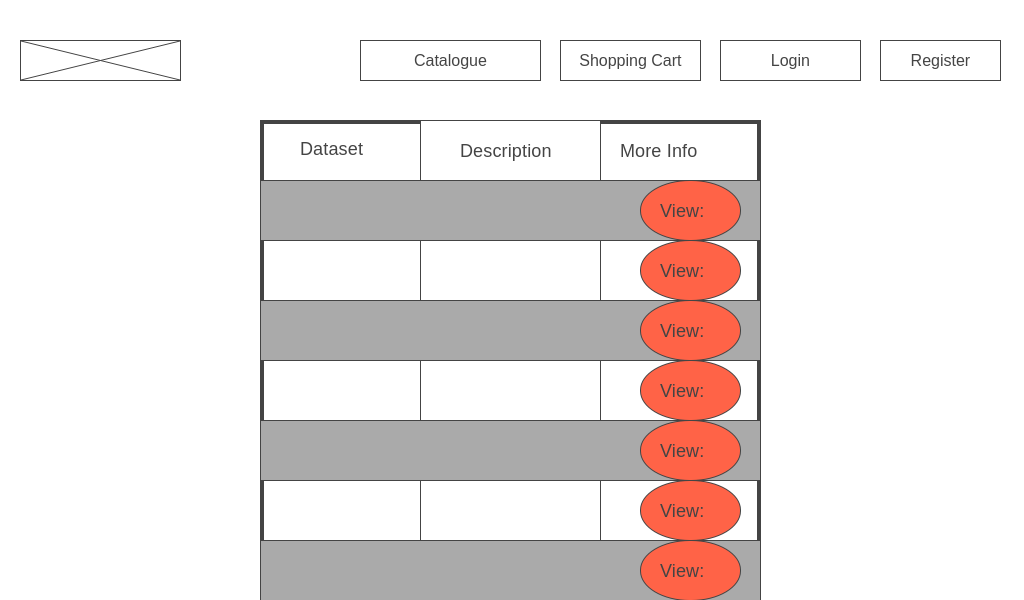 Catalogue
Shopping Cart
Login
Register
Dataset
Description
More Info
View:
View:
View:
View:
View:
View:
View: